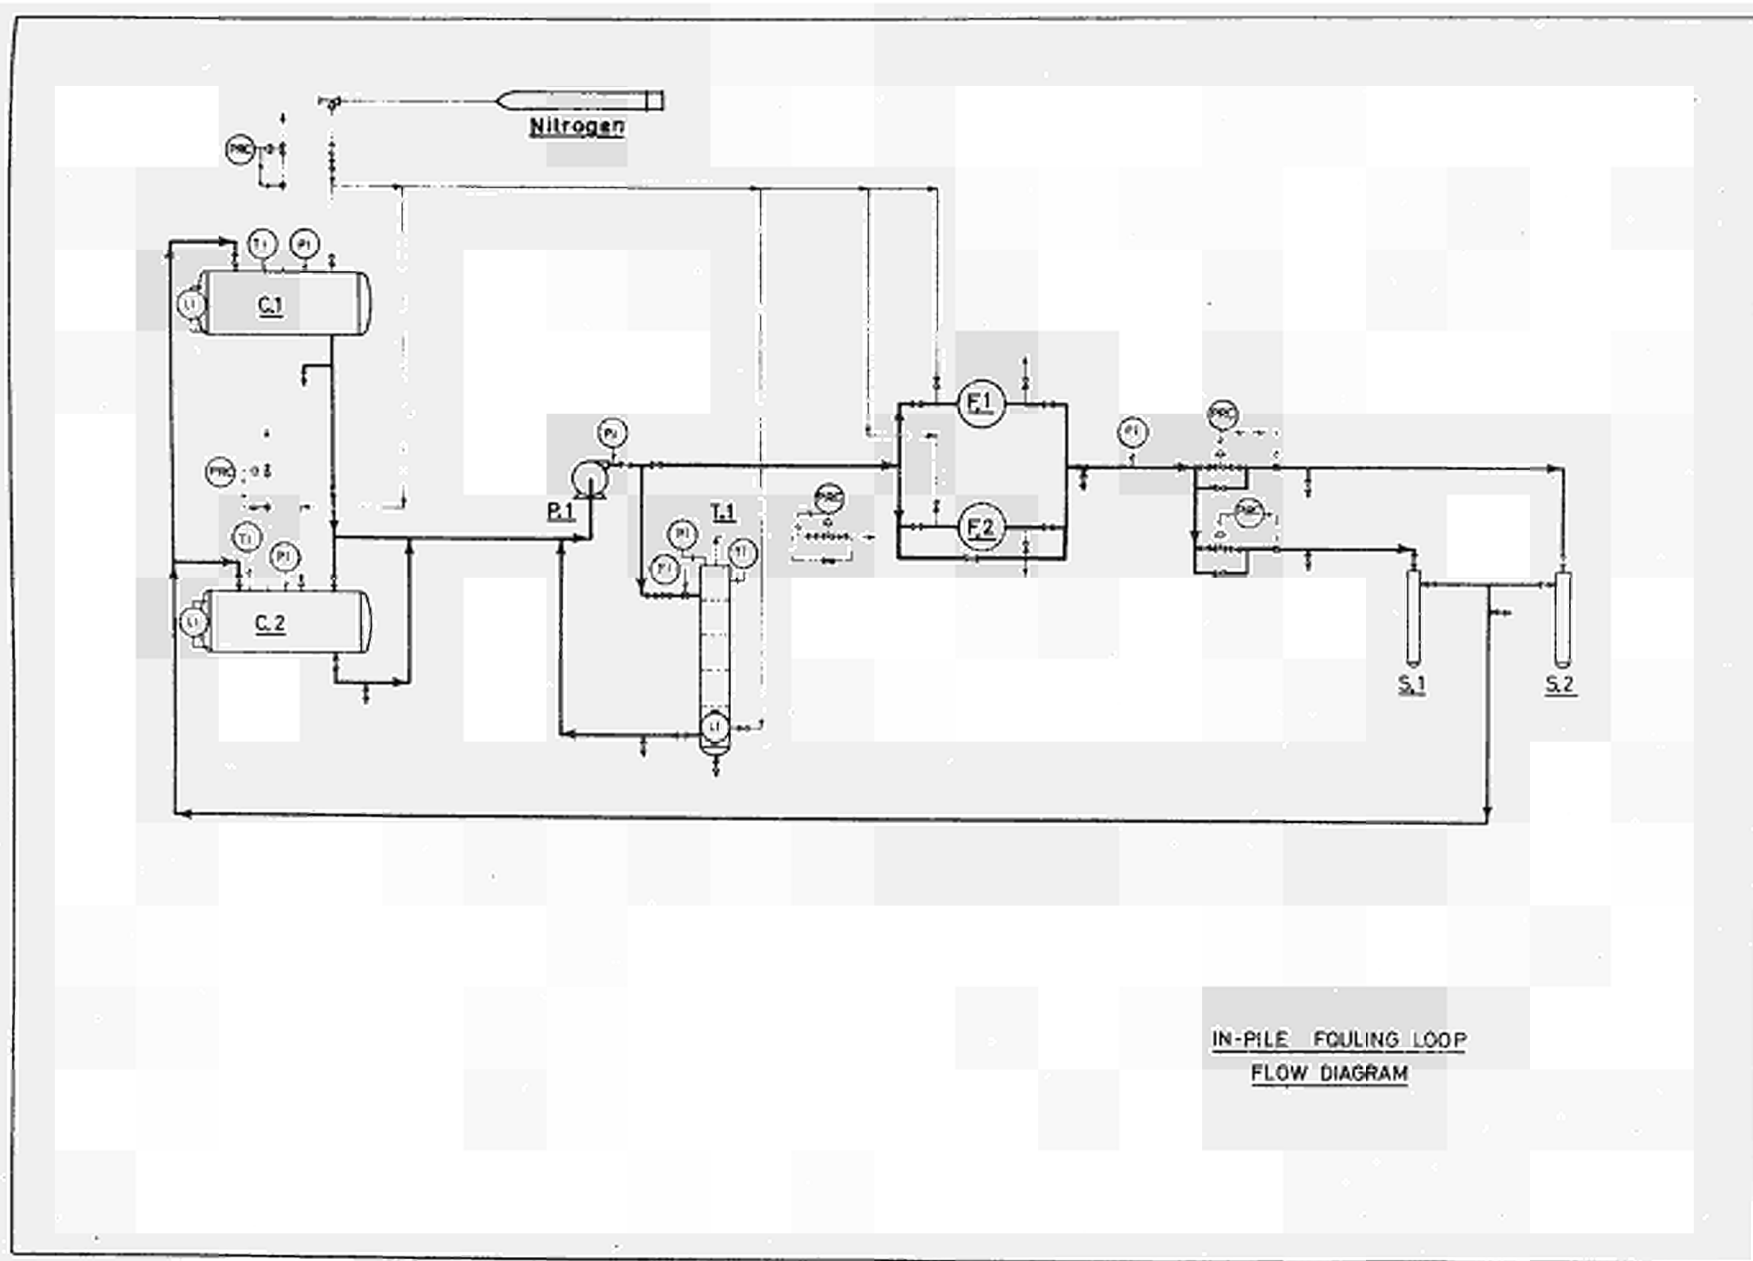 Nitrogen
PRC
Ti
Pi
Li
C.1
F.1
PRC
Pi
Pi
PRC
P.1
T.1
PRC
F.2
PRC
Ti
Pi
Pi
Ti
Fi
Li
C.2
S.1
S.2
Li
IN-PILE FOULING LOOP
FLOW DIAGRAM